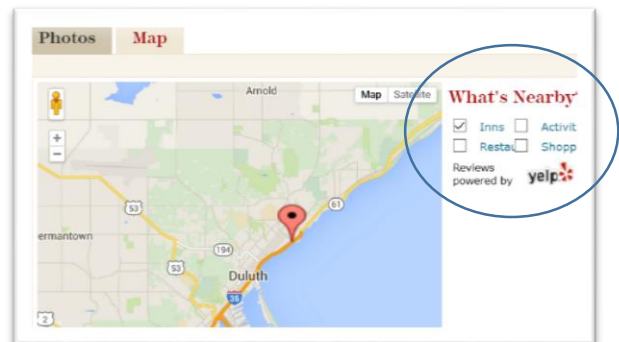 Photos Map
Arnold
Map Satellite
What's Nearby
Inns Activit
Restau Shopp
Reviews
powered by yelp
+
-
53
61
ermantown
194
53
Duluth
35
2